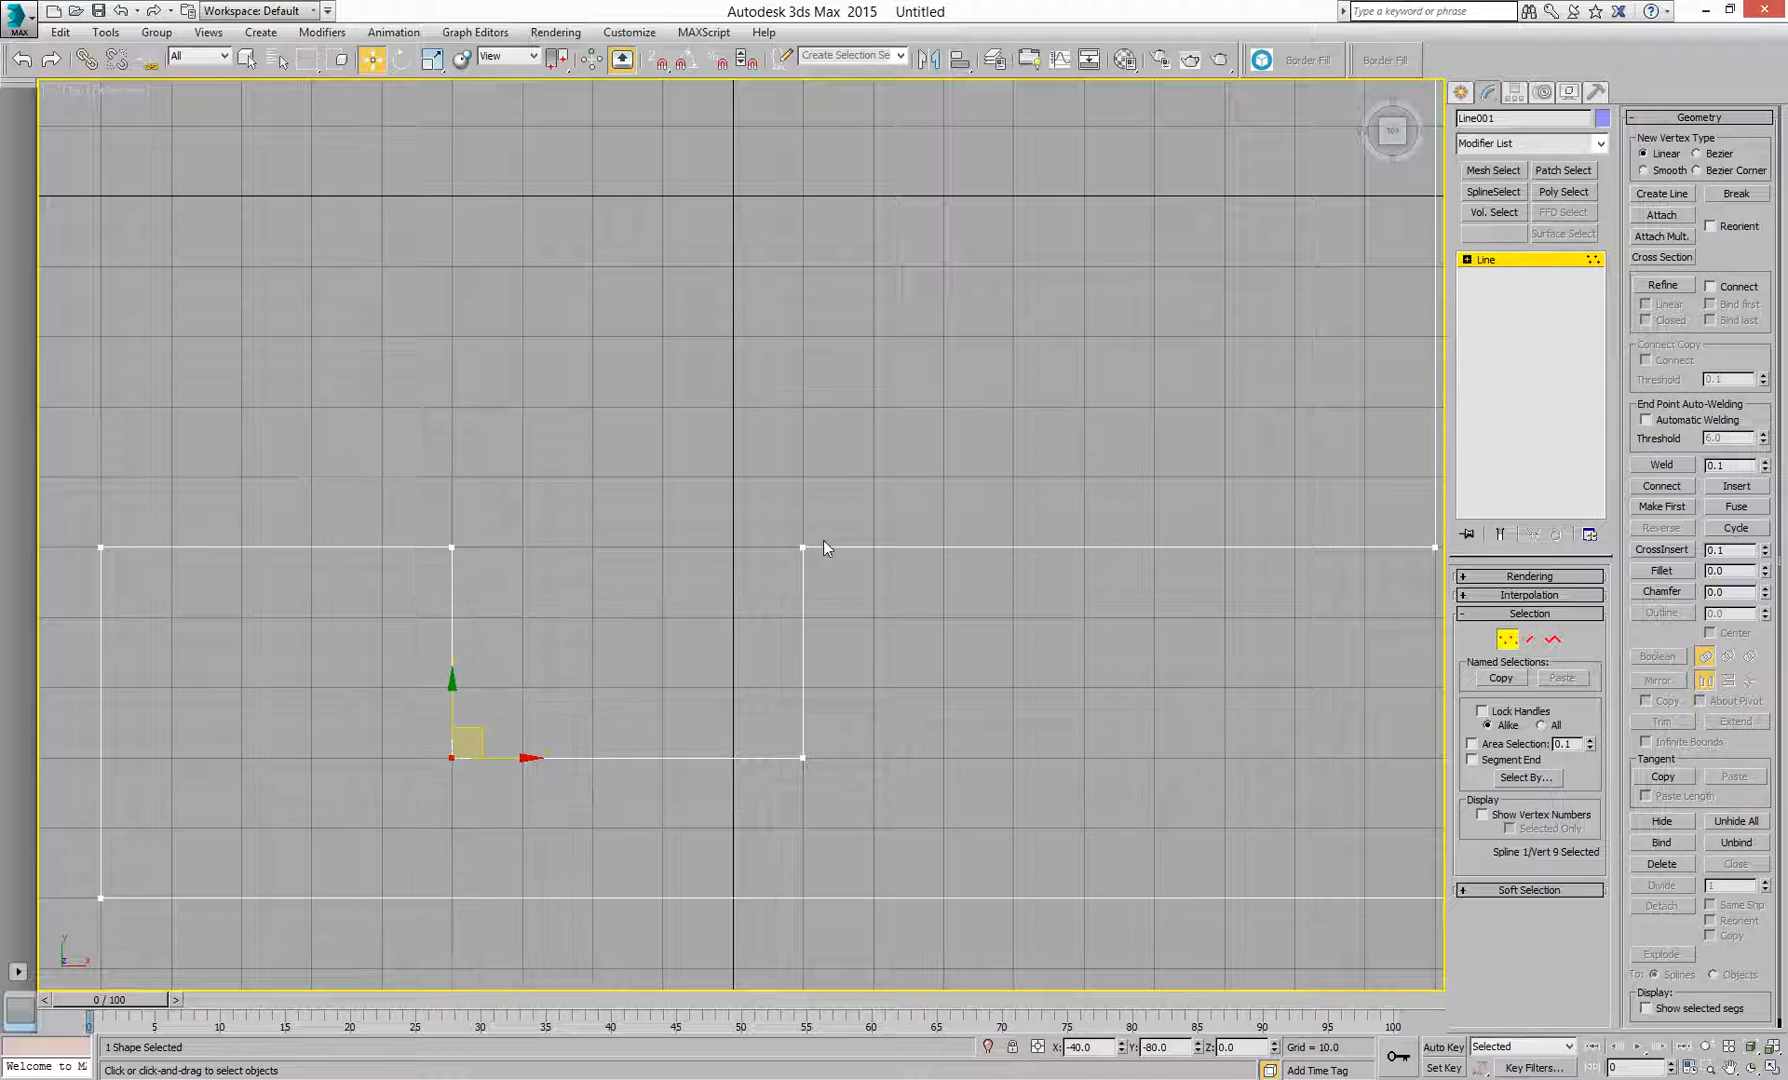 Workspace: Default
Autodesk 3ds Max 2015
Untitled
Type a keyword or phrase
MAX
Edit
Tools
Group
Views
Create
Modifiers
Animation
Graph Editors
Rendering
Customize
MAXScript
Help
All
View
Create Selection Se
Border Fill
Border Fill
TOP
Line001
Modifier List
Mesh Select
Patch Select
SplineSelect
Poly Select
Vol. Select
FFD Select
Surface Select
Line
Rendering
Interpolation
Selection
Named Selections:
Copy
Paste
Lock Handles
Alike
All
Area Selection: 0.1
Segment End
Select By...
Display
Show Vertex Numbers
Selected Only
Spline 1/Vert 9 Selected
Soft Selection
Geometry
New Vertex Type
Linear
Bezier
Smooth
Bezier Corner
Create Line
Break
Attach
Reorient
Attach Mult.
Cross Section
Refine
Connect
Linear
Bind first
Closed
Bind last
Connect Copy
Connect
Threshold 0.1
End Point Auto-Welding
Automatic Welding
Threshold 6.0
Weld 0.1
Connect
Insert
Make First
Fuse
Reverse
Cycle
CrossInsert 0.1
Fillet 0.0
Chamfer 0.0
Outline 0.0
Center
Boolean
Mirror
Copy
About Pivot
Trim
Extend
Infinite Bounds
Tangent
Copy
Paste
Paste Length
Hide
Unhide All
Bind
Unbind
Delete
Close
Divide 1
Detach
Same Shp
Reorient
Copy
Explode
To: Splines
Objects
Display:
Show selected segs
y
z
x
0 / 100
0 5 10 15 20 25 30 35 40 45 50 55 60 65 70 75 80 85 90 95 100
1 Shape Selected
X: -40.0
Y: -80.0
Z: 0.0
Grid = 10.0
Auto Key
Selected
Welcome to M
Click or click-and-drag to select objects
Add Time Tag
Set Key
Key Filters...
0